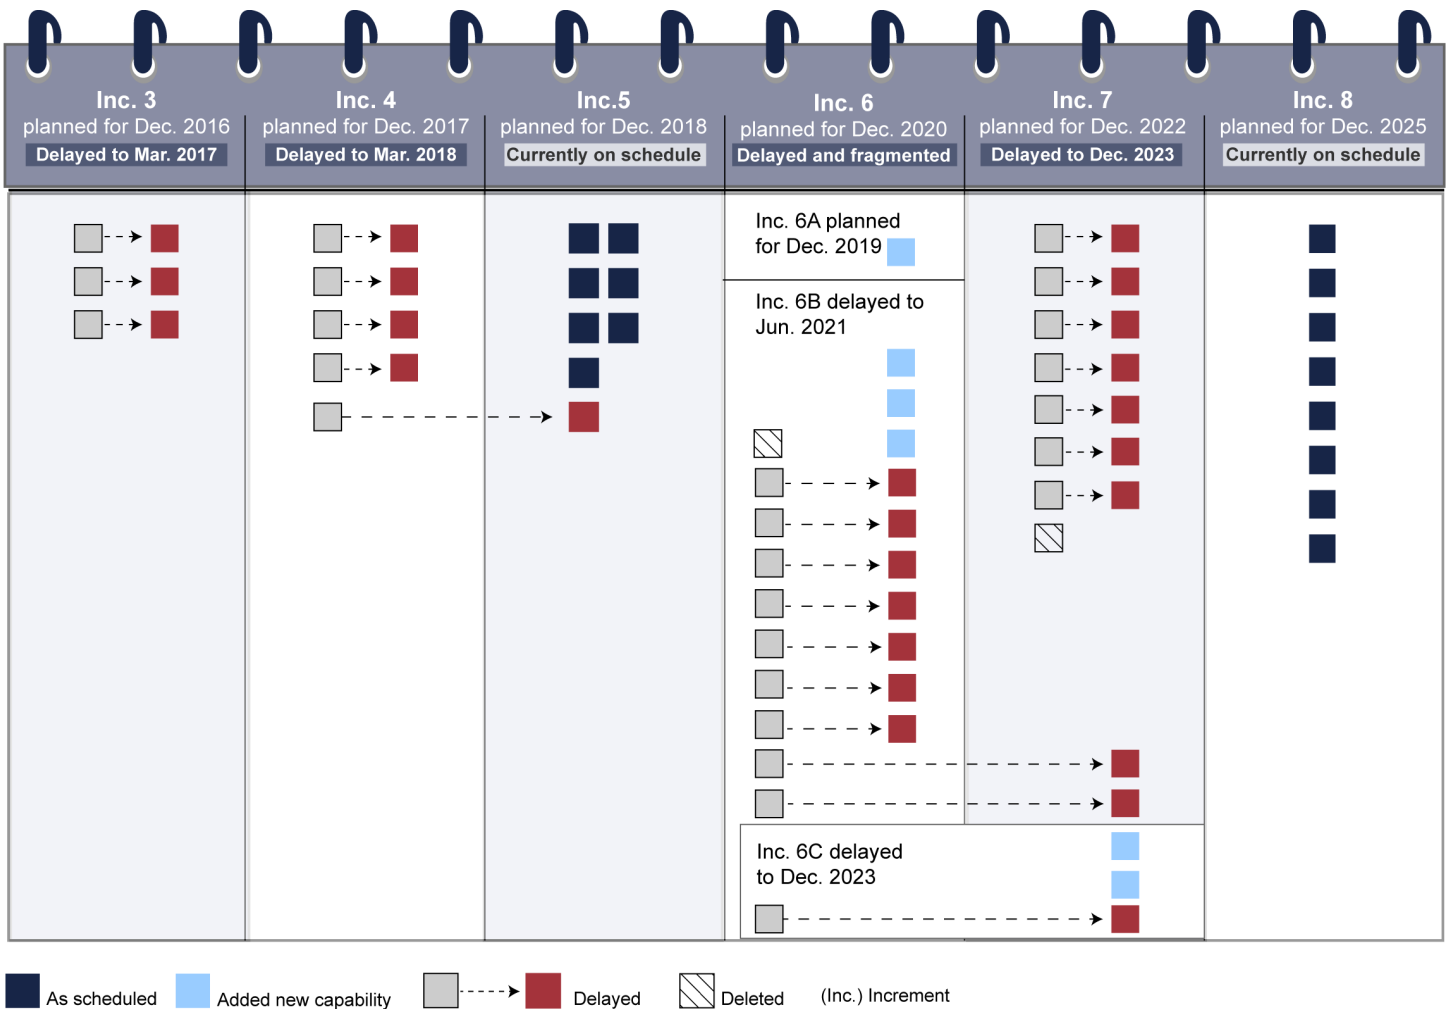 Inc. 3
planned for Dec. 2016
Delayed to Mar. 2017
Inc. 4
planned for Dec. 2017
Delayed to Mar. 2018
Inc.5
planned for Dec. 2018
Currently on schedule
Inc. 6
planned for Dec. 2020
Delayed and fragmented
Inc. 7
planned for Dec. 2022
Delayed to Dec. 2023
Inc. 8
planned for Dec. 2025
Currently on schedule
Inc. 6A planned
for Dec. 2019
Inc. 6B delayed to
Jun. 2021
Inc. 6C delayed
to Dec. 2023
As scheduled
Added new capability
Delayed
Deleted
(Inc.) Increment